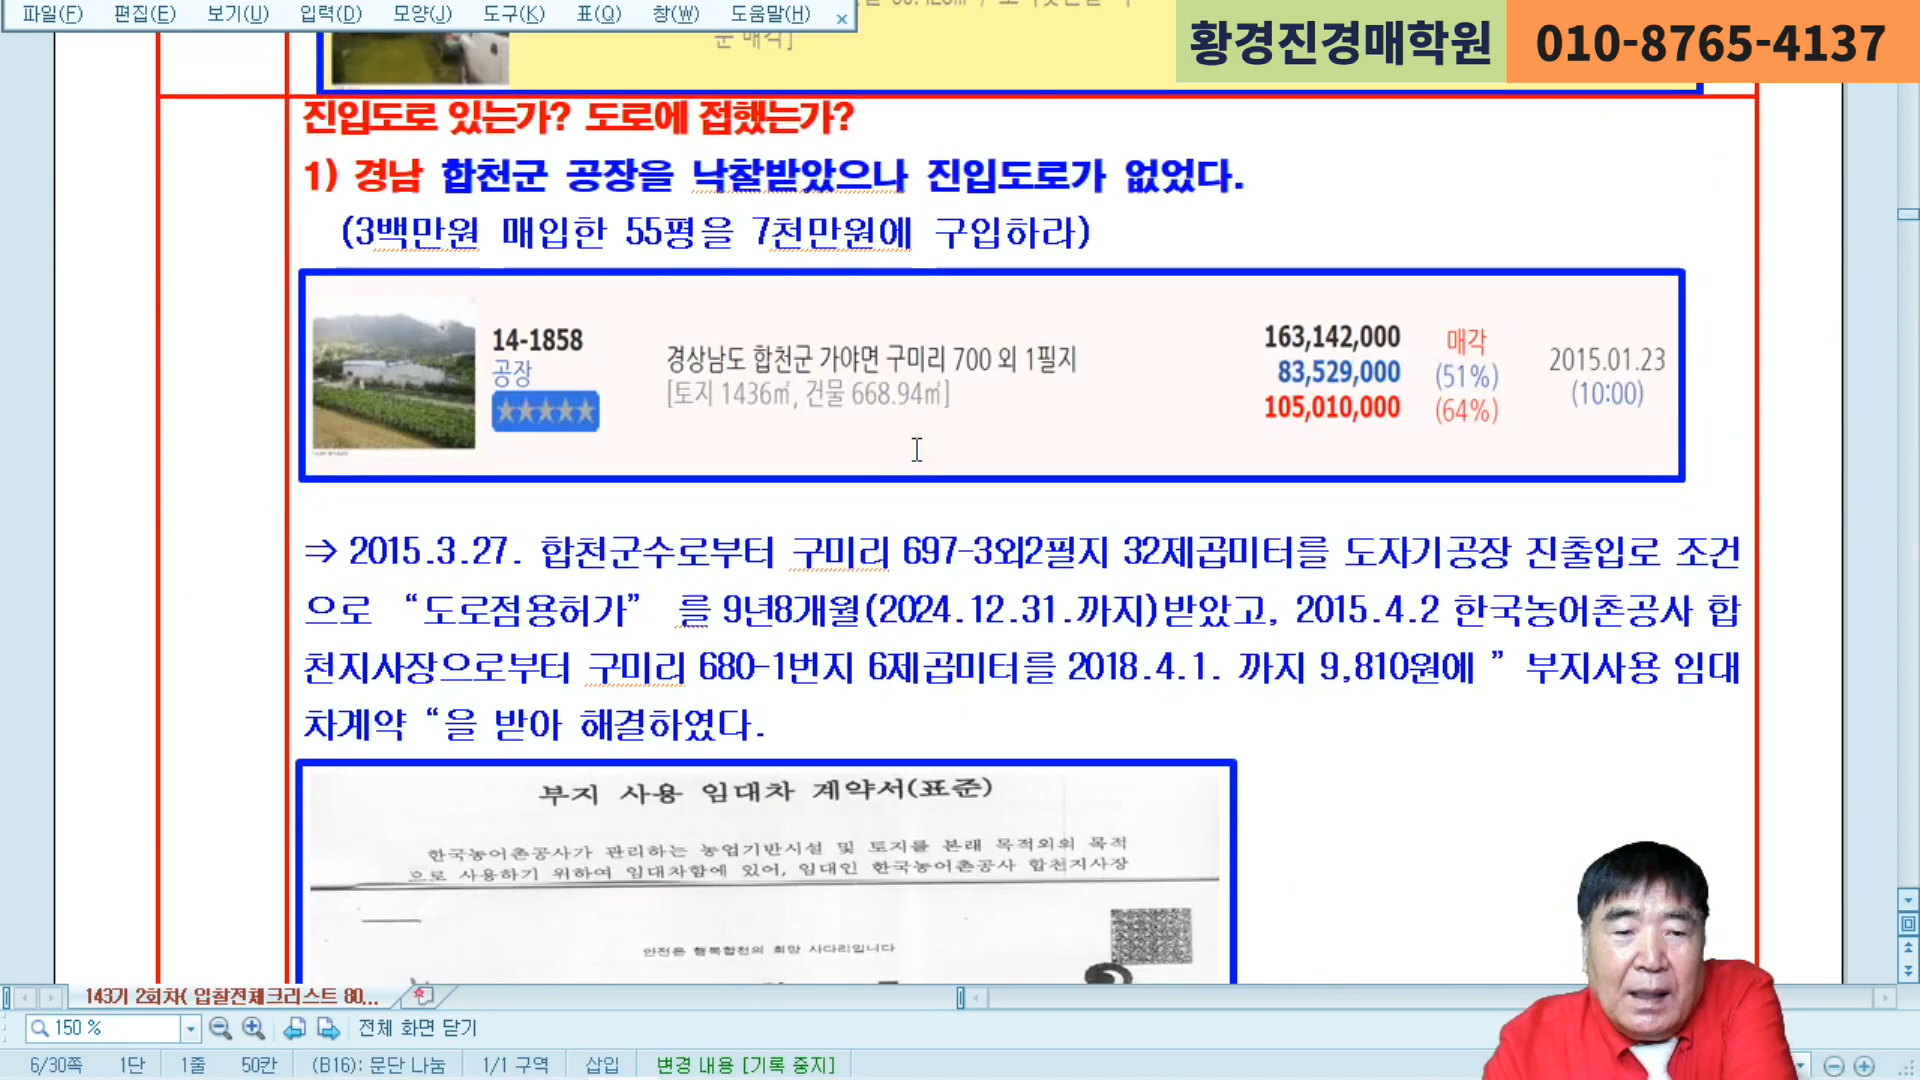 파일(F) 편집(E) 보기(U) 입력(D) 모양(J) 도구(K) 표(Q) 창(W) 도움말(H) ×
황경진경매학원 010-8765-4137
진입도로 있는가? 도로에 접했는가?
1) 경남 합천군 공장을 낙찰받았으나 진입도로가 없었다.
(3백만원 매입한 55평을 7천만원에 구입하라)
14-1858
공장
★★★★★
경상남도 합천군 가야면 구미리 700 외 1필지
[토지 1436㎡, 건물 668.94㎡]
163,142,000 매각
83,529,000 (51%)
105,010,000 (64%)
2015.01.23
(10:00)
⇒ 2015.3.27. 합천군수로부터 구미리 697-3외2필지 32제곱미터를 도자기공장 진출입로 조건
으로 “도로점용허가” 를 9년8개월(2024.12.31.까지)받았고, 2015.4.2 한국농어촌공사 합
천지사장으로부터 구미리 680-1번지 6제곱미터를 2018.4.1. 까지 9,810원에 ” 부지사용 임대
차계약 “을 받아 해결하였다.
부지 사용 임대차 계약서(표준)
한국농어촌공사가 관리하는 농업기반시설 및 토지를 본래 목적외의 목적
으로 사용하기 위하여 임대차함에 있어, 임대인 한국농어촌공사 합천지사장
안전은 행복합천의 희망 사다리입니다
143기 2회차( 입찰전체크리스트 80...
150 % 전체 화면 닫기
6/30쪽 1단 1줄 50칸 (B16): 문단 나눔 1/1 구역 삽입 변경 내용 [기록 중지]